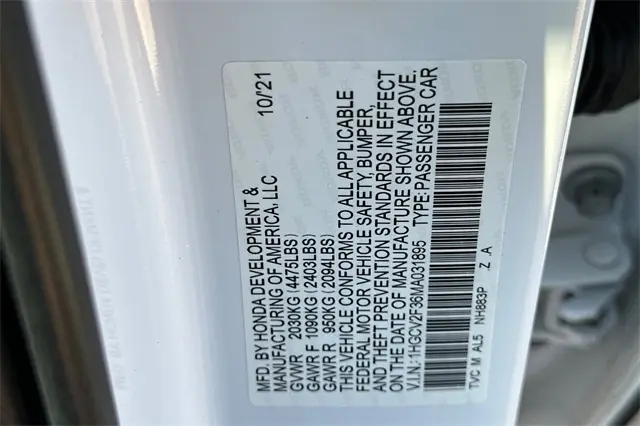 MFD. BY HONDA DEVELOPMENT & 10/21
MANUFACTURING OF AMERICA, LLC
GVWR 2030KG (4475LBS)
GAWR F 1090KG (2403LBS)
GAWR R 950KG (2094LBS)
THIS VEHICLE CONFORMS TO ALL APPLICABLE
FEDERAL MOTOR VEHICLE SAFETY, BUMPER,
AND THEFT PREVENTION STANDARDS IN EFFECT
ON THE DATE OF MANUFACTURE SHOWN ABOVE.
V.I.N.:1HGCV2F36MA031895 TYPE:PASSENGER CAR
TVC M AL5 NH883P Z A